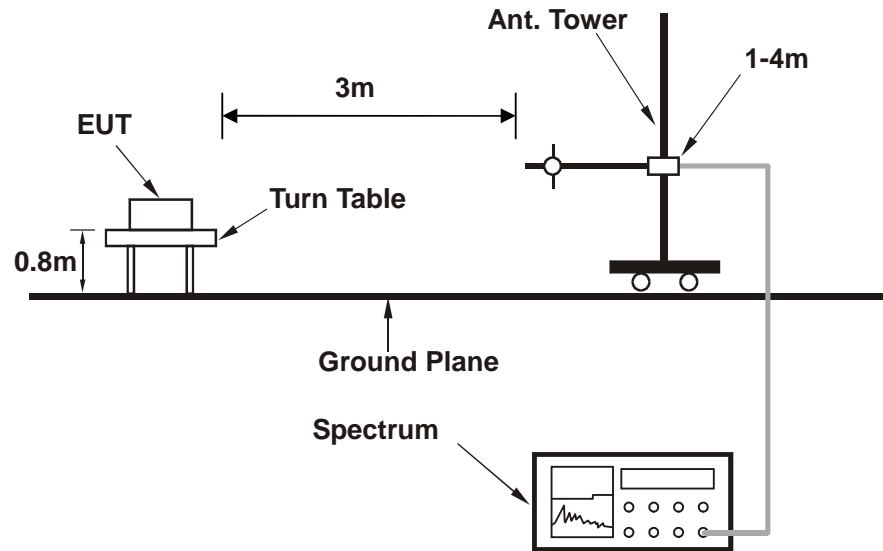 Ant. Tower
1-4m
3m
EUT
Turn Table
0.8m
Ground Plane
Spectrum